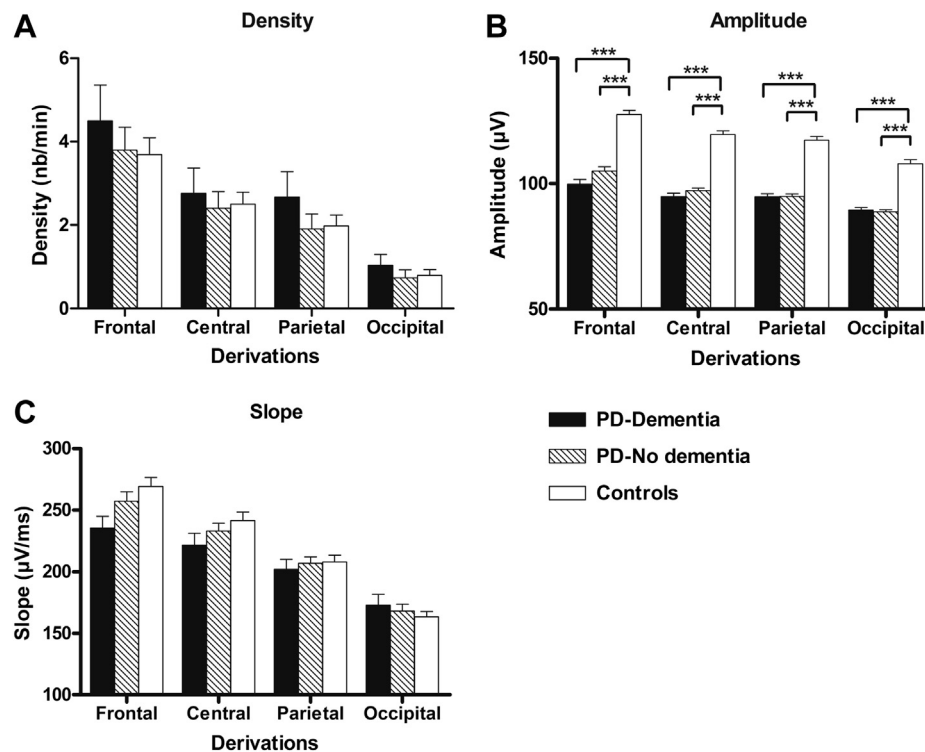 A
Density
6
4
2
0
Density (nb/min)
Frontal Central Parietal Occipital
Derivations
B
Amplitude
150
100
50
Amplitude (µV)
*** *** *** ***
*** *** *** ***
Frontal Central Parietal Occipital
Derivations
C
Slope
300
250
200
150
100
Slope (µV/ms)
Frontal Central Parietal Occipital
Derivations
PD-Dementia
PD-No dementia
Controls